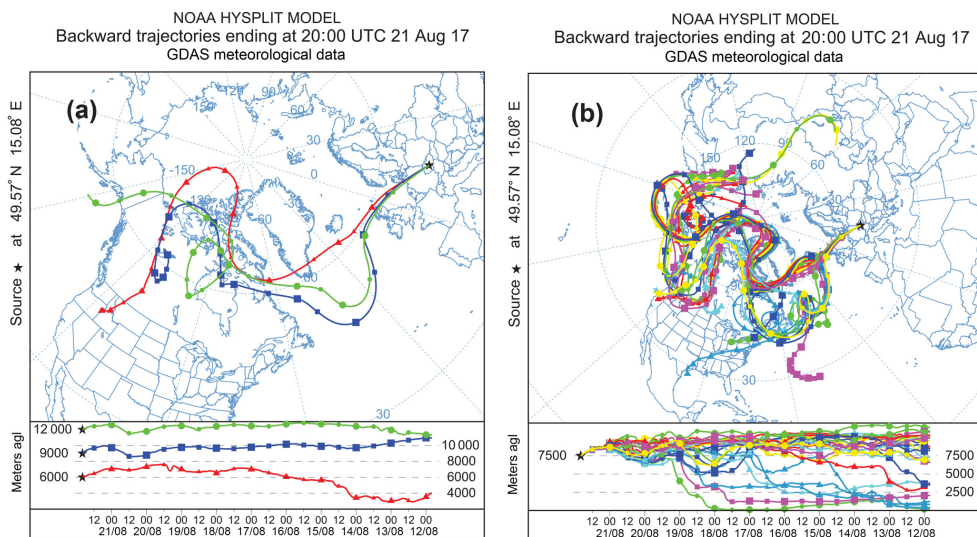 NOAA HYSPLIT MODEL
Backward trajectories ending at 20:00 UTC 21 Aug 17
GDAS meteorological data
(a)
Source ★ at 49.57° N 15.08° E
-150
-120
90
60
30
0
-150
30
Meters agl
12 000
9000
6000
10 000
8000
6000
4000
12 00 12 00 12 00 12 00 12 00 12 00 12 00 12 00 12 00 12 00
21/08 20/08 19/08 18/08 17/08 16/08 15/08 14/08 13/08 12/08
NOAA HYSPLIT MODEL
Backward trajectories ending at 20:00 UTC 21 Aug 17
GDAS meteorological data
(b)
Source ★ at 49.57° N 15.08° E
150
120
90
60
30
30
Meters agl
7500
7500
5000
2500
12 00 12 00 12 00 12 00 12 00 12 00 12 00 12 00 12 00 12 00
21/08 20/08 19/08 18/08 17/08 16/08 15/08 14/08 13/08 12/08